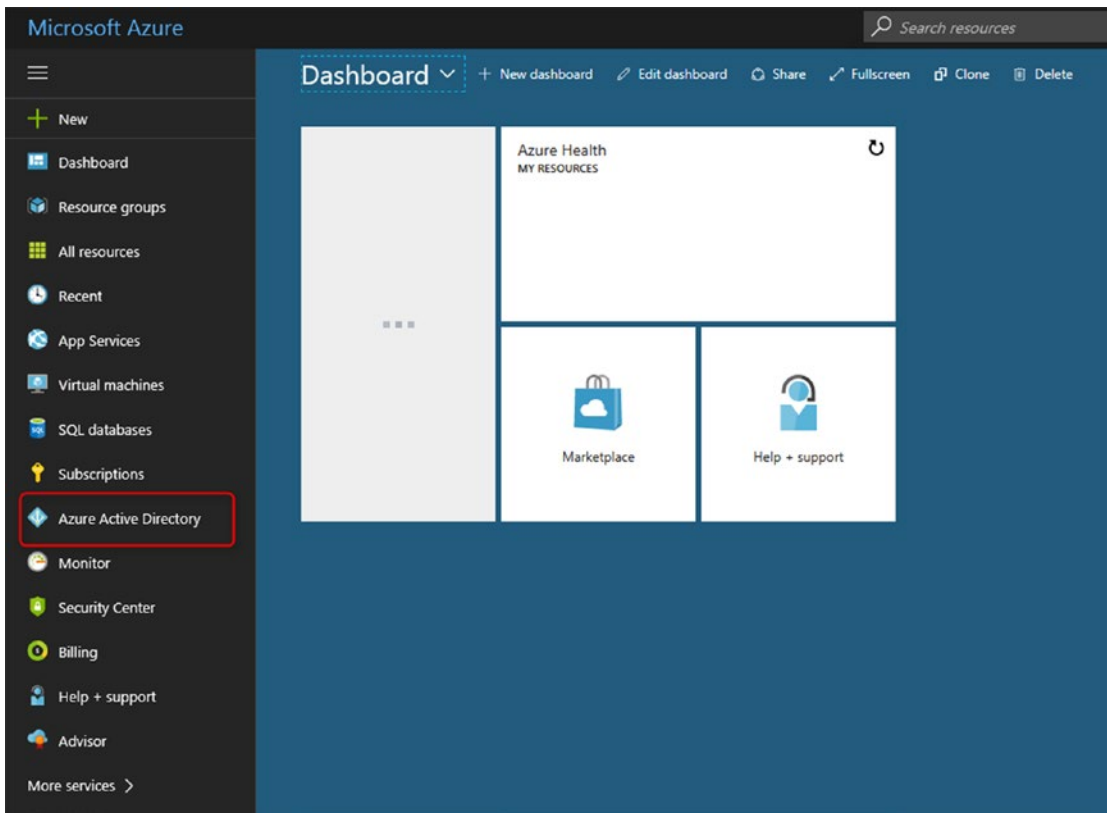 Microsoft Azure
Search resources
Dashboard
New dashboard
Edit dashboard
Share
Fullscreen
Clone
Delete
New
Dashboard
Resource groups
All resources
Recent
App Services
Virtual machines
SQL databases
Subscriptions
Azure Active Directory
Monitor
Security Center
Billing
Help + support
Advisor
More services
Azure Health
MY RESOURCES
Marketplace
Help + support